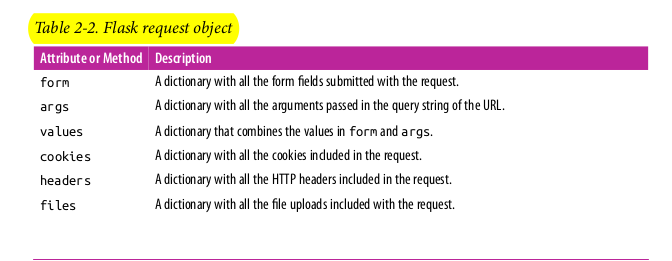 Table 2-2. Flask request object
Attribute or Method Description
form A dictionary with all the form fields submitted with the request.
args A dictionary with all the arguments passed in the query string of the URL.
values A dictionary that combines the values in form and args.
cookies A dictionary with all the cookies included in the request.
headers A dictionary with all the HTTP headers included in the request.
files A dictionary with all the file uploads included with the request.